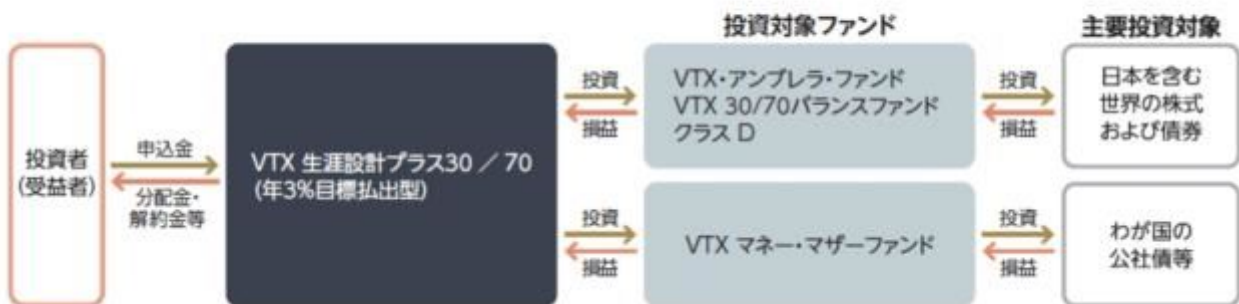 投資対象ファンド
主要投資対象
投資者
(受益者)
申込金
分配金・
解約金等
VTX 生涯設計プラス30 ／ 70
(年3%目標払出型)
投資
損益
VTX・アンブレラ・ファンド
VTX 30/70バランスファンド
クラス D
投資
損益
日本を含む
世界の株式
および債券
投資
損益
VTX マネー・マザーファンド
投資
損益
わが国の
公社債等